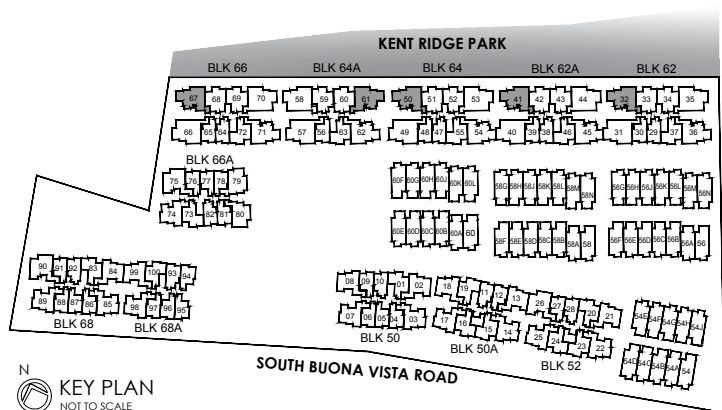 KENT RIDGE PARK
BLK 66 BLK 64A BLK 64 BLK 62A BLK 62
67 68 69 70 58 59 60 61 50 51 52 53 41 42 43 44 32 33 34 35
66 65 64 72 71 57 56 63 62 49 48 47 55 54 40 39 38 46 45 31 30 29 37 36
BLK 66A
75 76 77 78 79 60F 60G 60H 60J 60K 60L 58G 58H 58J 58K 58L 58M 58N 56G 56H 56J 56K 56L 56M 56N
74 73 82 81 80 60E 60D 60C 60B 60A 60 58F 58E 58D 58C 58B 58A 58 56F 56E 56D 56C 56B 56A 56
90 91 92 83 84 99 100 93 94 08 09 10 01 02 18 19 11 12 13 26 27 28 20 21 54E 54F 54G 54H 54J
89 88 87 86 85 98 97 96 95 07 06 05 04 03 17 16 15 14 25 24 23 22 54D 54C 54B 54A 54
BLK 68 BLK 68A BLK 50 BLK 50A BLK 52
SOUTH BUONA VISTA ROAD
N
KEY PLAN
NOT TO SCALE